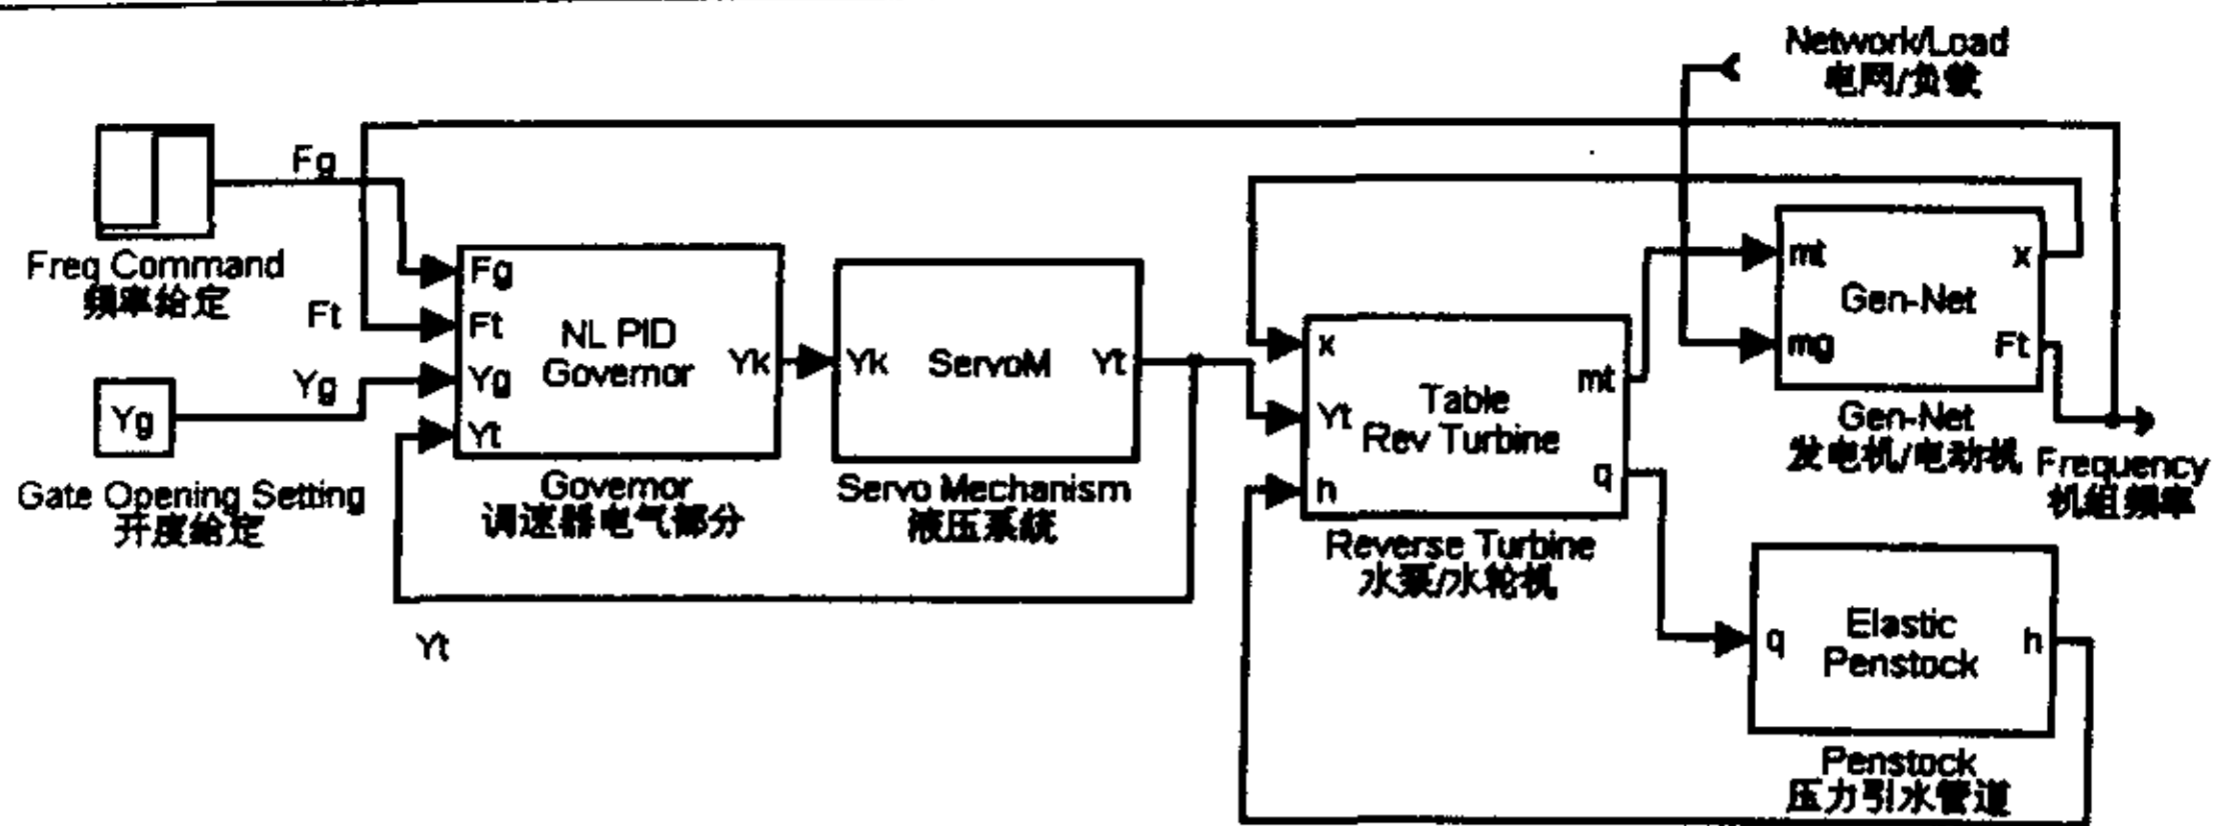 Network/Load
电网/负载
Fg
Freq Command
频率给定
Ft
Yg
Yg
Gate Opening Setting
开度给定
Fg
Ft
Yg
Yt
NL PID
Governor
Yk
Governor
调速器电气部分
Yk
ServoM
Yt
Servo Mechanism
液压系统
Yt
x
Yt
h
Table
Rev Turbine
mt
q
Reverse Turbine
水泵/水轮机
mt
mg
Gen-Net
x
Ft
Gen-Net
发电机/电动机
Frequency
机组频率
q
Elastic
Penstock
h
Penstock
压力引水管道